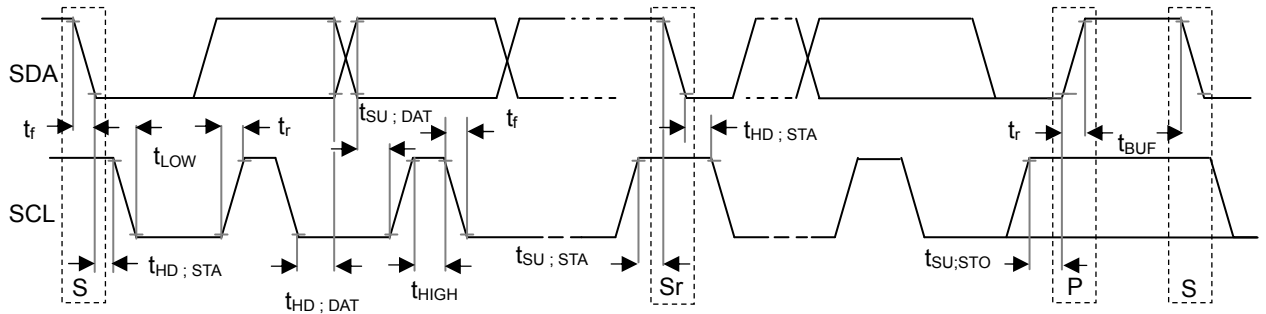 SDA
t_f
t_LOW
t_r
t_SU ; DAT
t_f
t_HD ; STA
t_r
t_BUF
SCL
t_HD ; STA
t_HD ; DAT
t_HIGH
t_SU ; STA
t_SU;STO
S
Sr
P
S